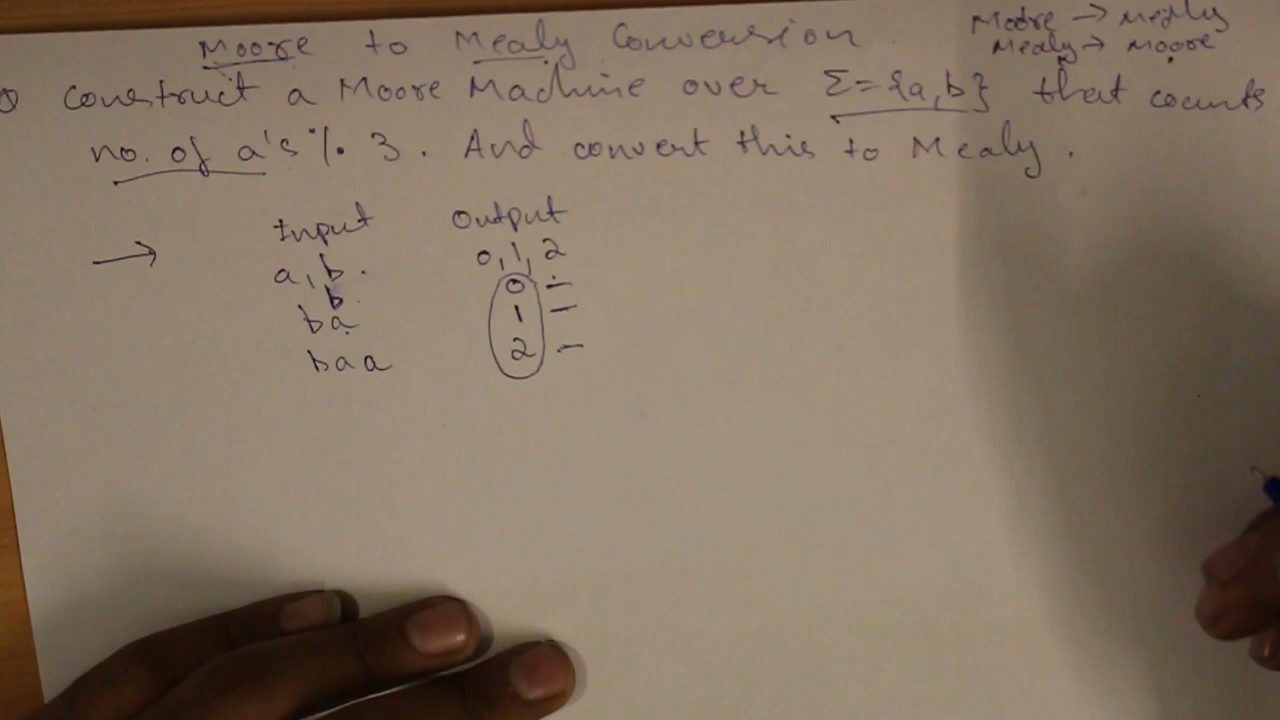 Moore to Mealy Conversion
Moore → Mealy
Mealy → Moore
Construct a Moore Machine over Σ={a,b} that counts
no. of a's % 3. And convert this to Mealy.
→ Input Output
a,b. 0,1,2
b 0 -
ba 1 -
baa 2 -